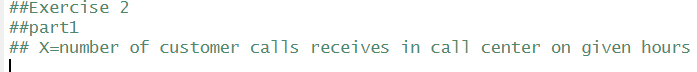 ##Exercise 2
##part1
## X=number of customer calls receives in call center on given hours